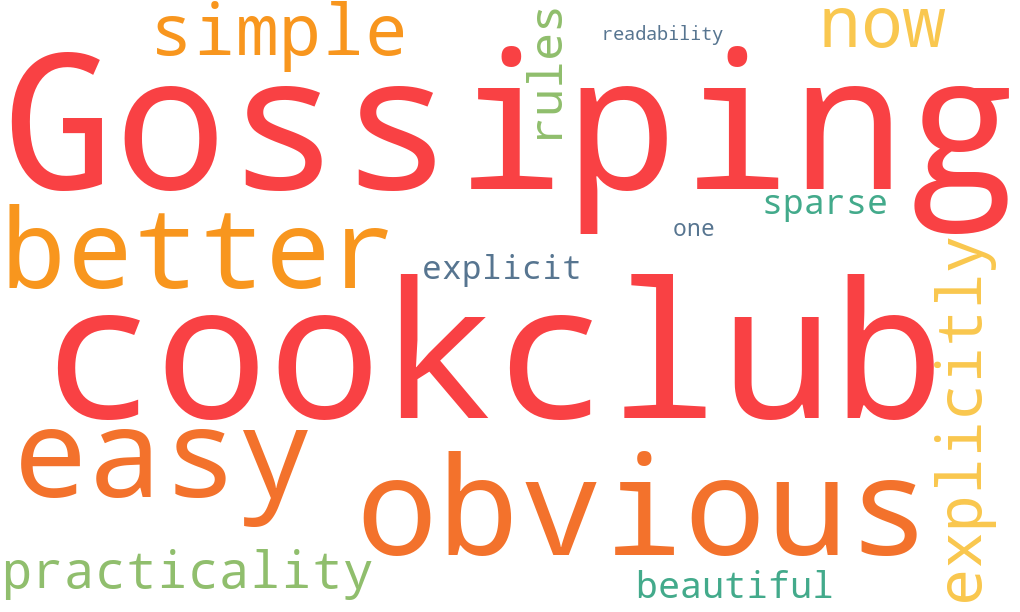 simple
rules
readability
now
Gossiping
sparse
better
one
explicit
explicitly
cookclub
easy
obvious
practicality
beautiful